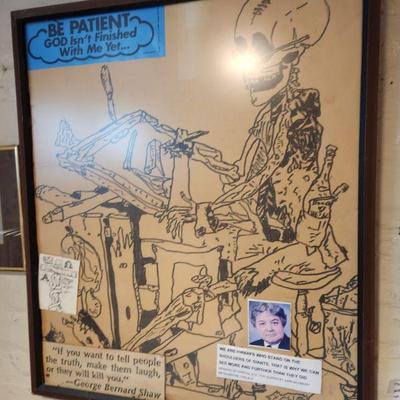 BE PATIENT
GOD Isn't Finished
With Me Yet...
"If you want to tell people
the truth, make them laugh,
or they will kill you."
—George Bernard Shaw
WE ARE DWARFS WHO STAND ON THE
SHOULDERS OF GIANTS. THAT IS WHY WE CAN
SEE MORE AND FURTHER THAN THEY DID